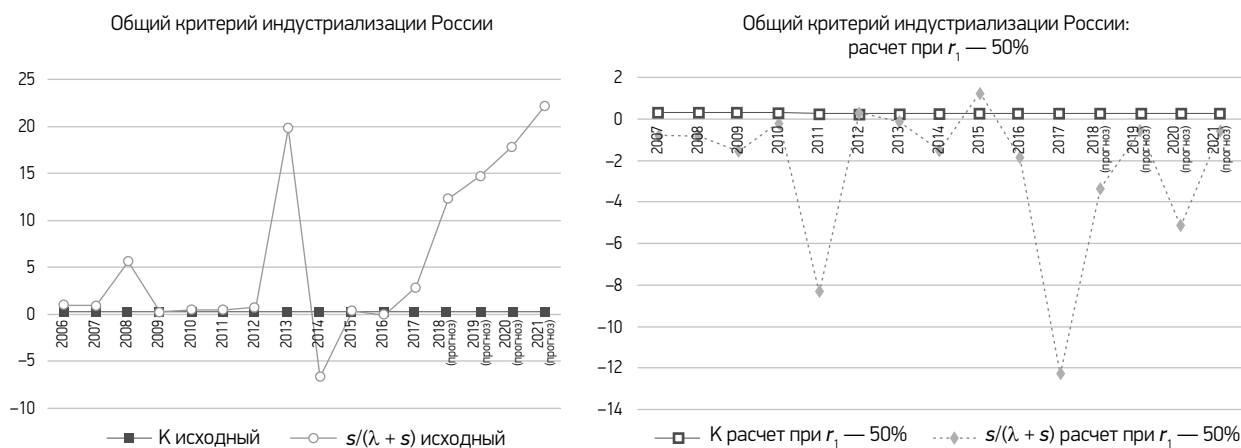 Общий критерий индустриализации России
25
20
15
10
5
0
−5
−10
2006
2007
2008
2009
2010
2011
2012
2013
2014
2015
2016
2017
2018 (прогноз)
2019 (прогноз)
2020 (прогноз)
2021 (прогноз)
K исходный
s/(λ + s) исходный
Общий критерий индустриализации России:
расчет при r₁ — 50%
2
0
−2
−4
−6
−8
−10
−12
−14
2007
2008
2009
2010
2011
2012
2013
2014
2015
2016
2017
2018 (прогноз)
2019 (прогноз)
2020 (прогноз)
2021 (прогноз)
K расчет при r₁ — 50%
s/(λ + s) расчет при r₁ — 50%